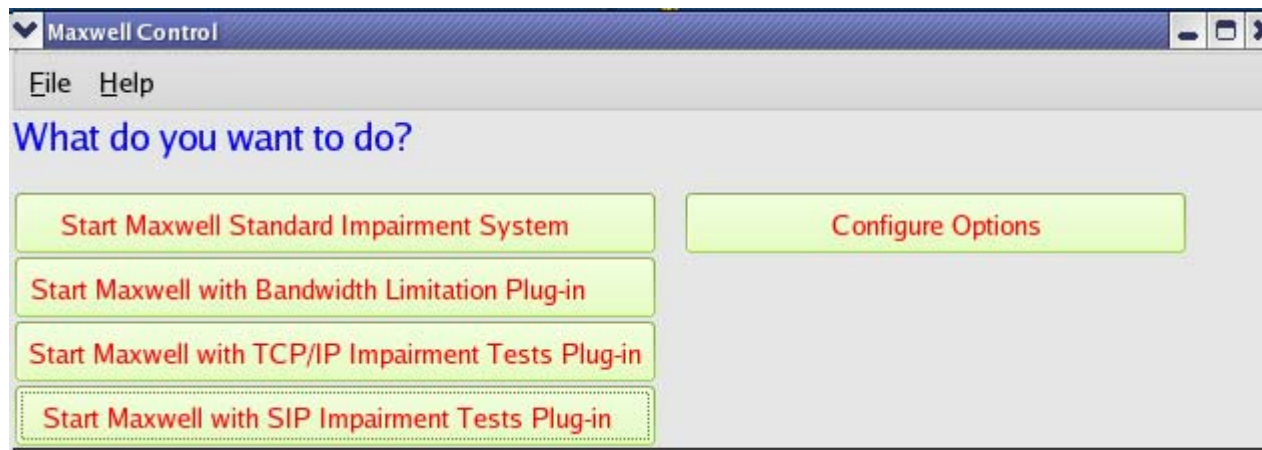 Maxwell Control
File Help
What do you want to do?
Start Maxwell Standard Impairment System
Configure Options
Start Maxwell with Bandwidth Limitation Plug-in
Start Maxwell with TCP/IP Impairment Tests Plug-in
Start Maxwell with SIP Impairment Tests Plug-in